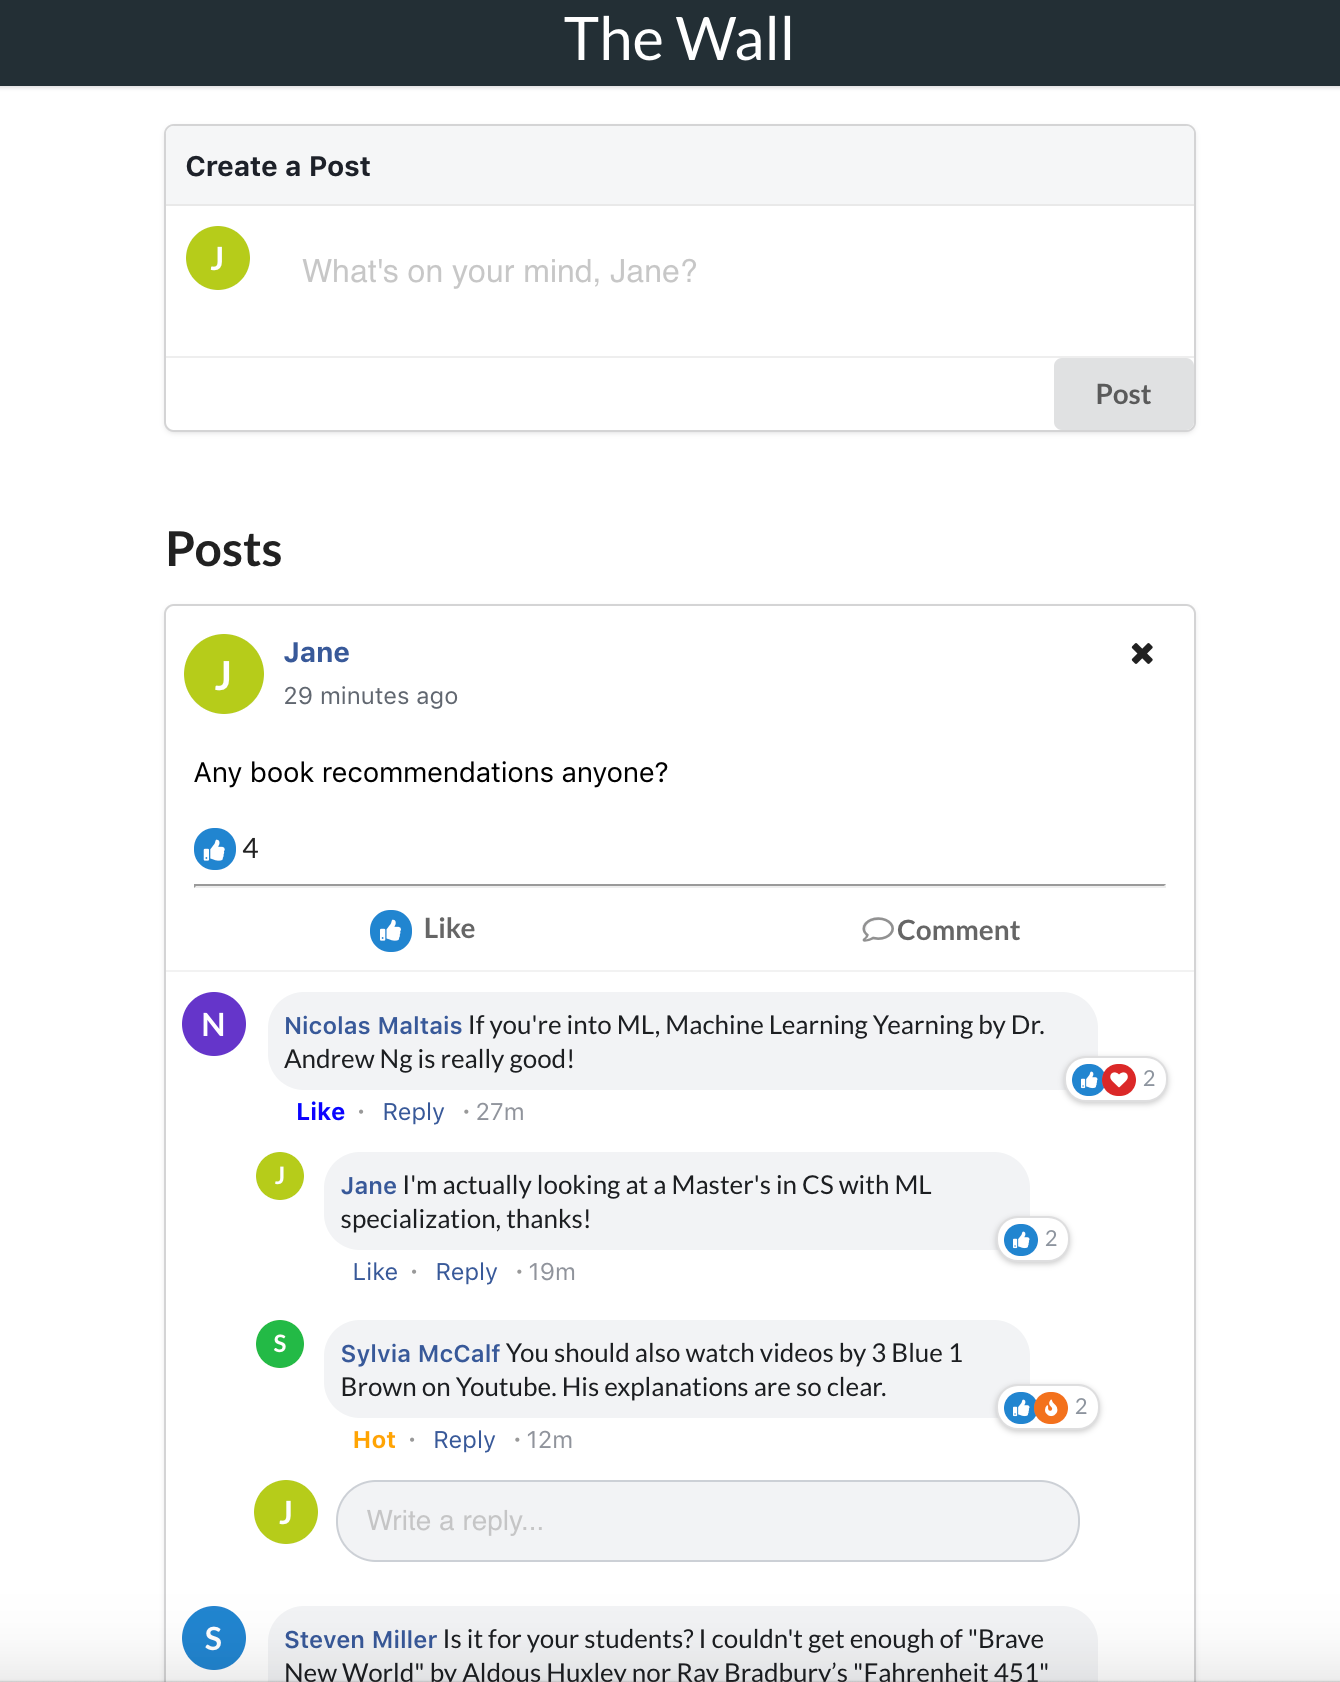 The Wall
Create a Post
J
What's on your mind, Jane?
Post
Posts
J
Jane
29 minutes ago
Any book recommendations anyone?
4
Like
Comment
N
Nicolas Maltais If you're into ML, Machine Learning Yearning by Dr.
Andrew Ng is really good!
2
Like · Reply · 27m
J
Jane I'm actually looking at a Master's in CS with ML
specialization, thanks!
2
Like · Reply · 19m
S
Sylvia McCalf You should also watch videos by 3 Blue 1
Brown on Youtube. His explanations are so clear.
2
Hot · Reply · 12m
J
Write a reply...
S
Steven Miller Is it for your students? I couldn't get enough of "Brave
New World" by Aldous Huxley nor Ray Bradbury’s "Fahrenheit 451"